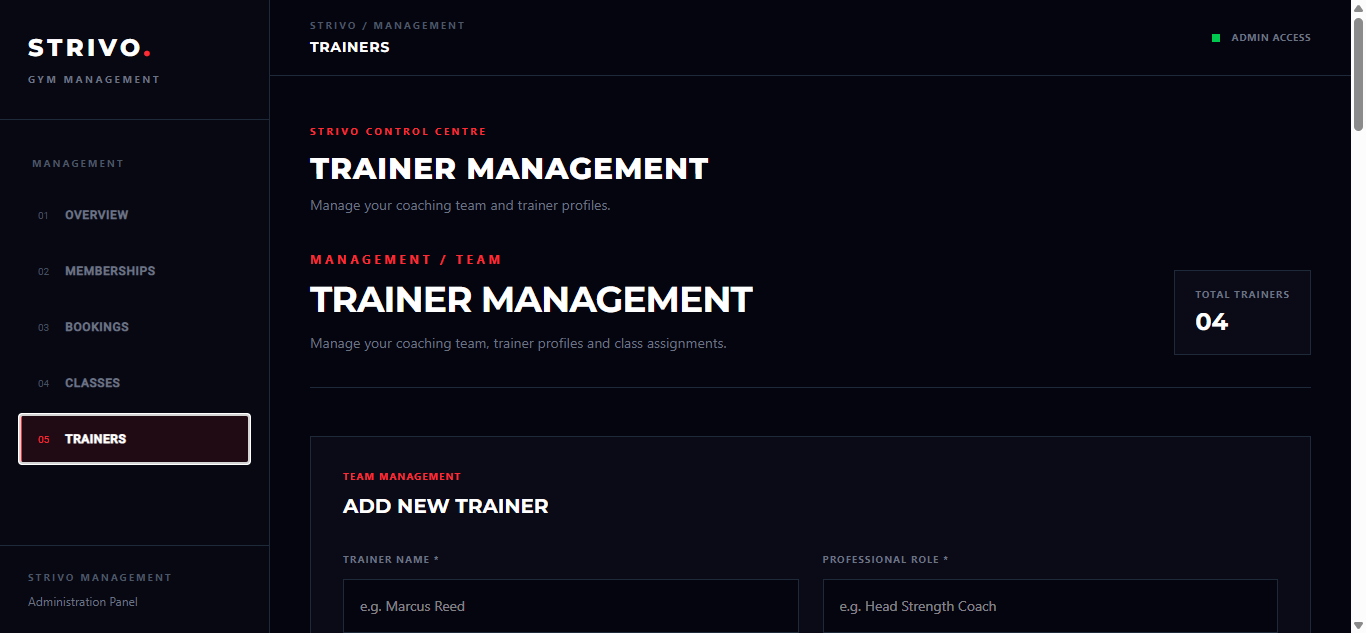 STRIVO.
GYM MANAGEMENT
MANAGEMENT
01 OVERVIEW
02 MEMBERSHIPS
03 BOOKINGS
04 CLASSES
05 TRAINERS
STRIVO MANAGEMENT
Administration Panel
STRIVO / MANAGEMENT
TRAINERS
ADMIN ACCESS
STRIVO CONTROL CENTRE
TRAINER MANAGEMENT
Manage your coaching team and trainer profiles.
MANAGEMENT / TEAM
TRAINER MANAGEMENT
Manage your coaching team, trainer profiles and class assignments.
TOTAL TRAINERS
04
TEAM MANAGEMENT
ADD NEW TRAINER
TRAINER NAME *
e.g. Marcus Reed
PROFESSIONAL ROLE *
e.g. Head Strength Coach